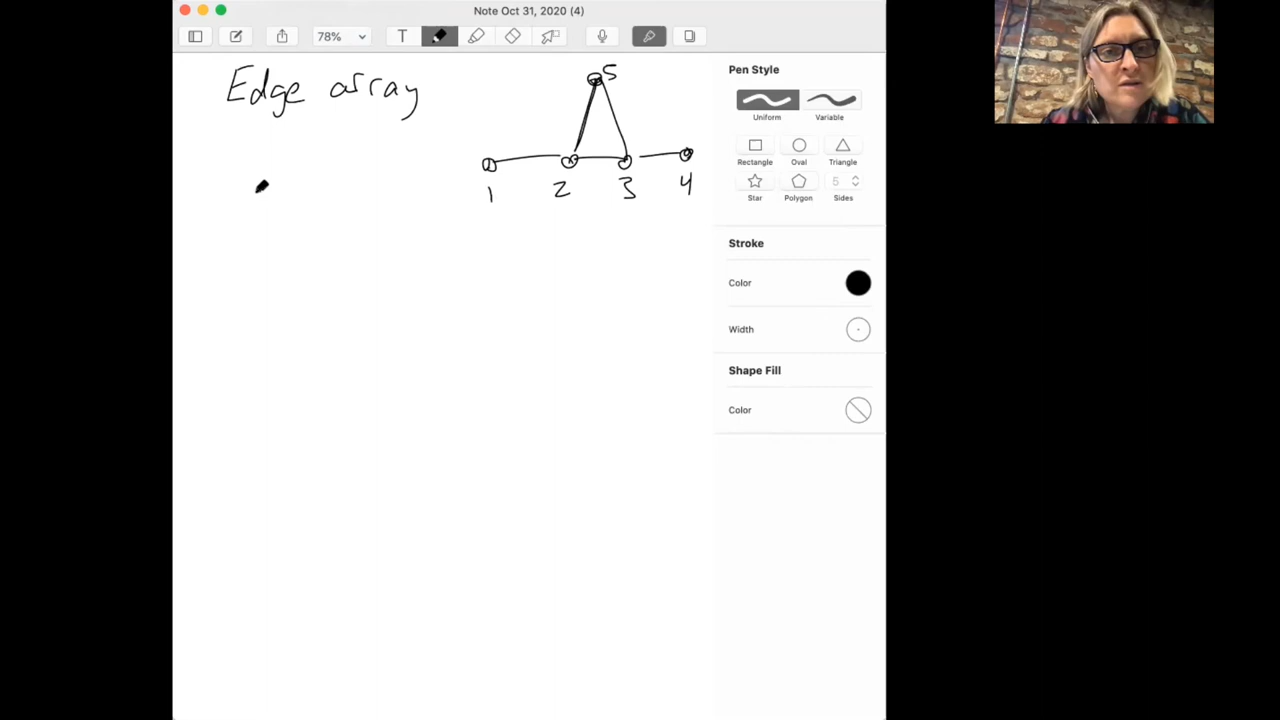 Note Oct 31, 2020 (4)
78%
T
Edge array
5
1 2 3 4
Pen Style
Uniform Variable
Rectangle Oval Triangle
5
Star Polygon Sides
Stroke
Color
Width
Shape Fill
Color